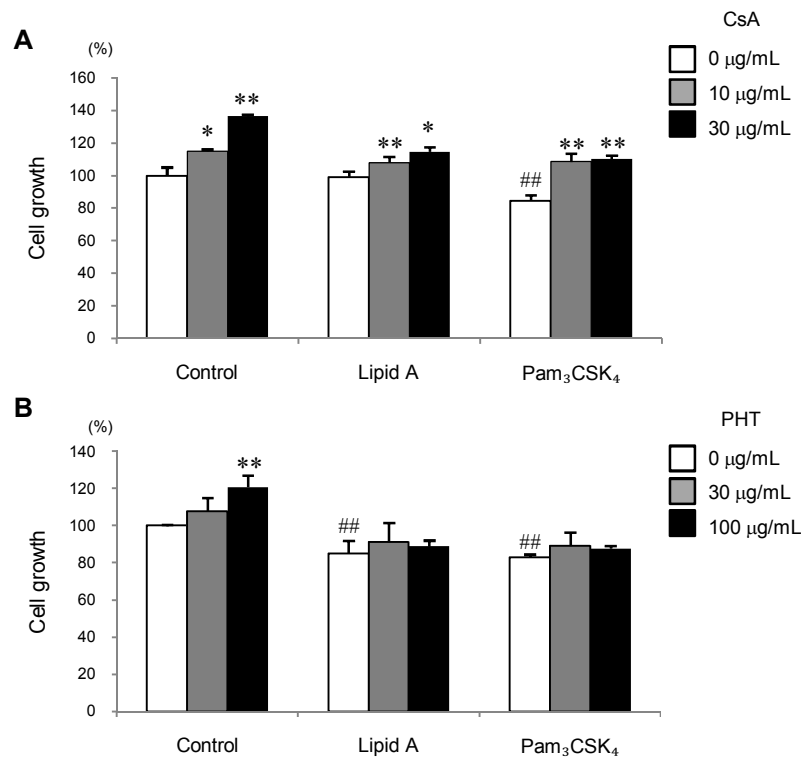 CsA
A
(%)
0 µg/mL
10 µg/mL
30 µg/mL
160
140
120
100
80
60
40
20
0
Cell growth
*
**
**
*
##
**
**
Control
Lipid A
Pam₃CSK₄
B
(%)
PHT
0 µg/mL
30 µg/mL
100 µg/mL
140
120
100
80
60
40
20
0
Cell growth
**
##
##
Control
Lipid A
Pam₃CSK₄